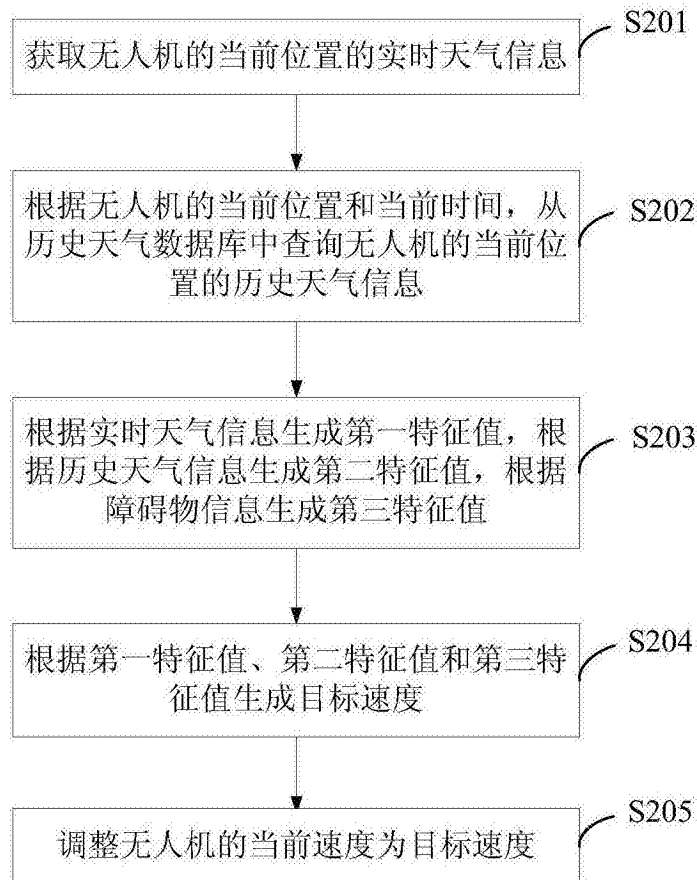 获取无人机的当前位置的实时天气信息
S201
根据无人机的当前位置和当前时间，从
历史天气数据库中查询无人机的当前位
置的历史天气信息
S202
根据实时天气信息生成第一特征值，根
据历史天气信息生成第二特征值，根据
障碍物信息生成第三特征值
S203
根据第一特征值、第二特征值和第三特
征值生成目标速度
S204
调整无人机的当前速度为目标速度
S205